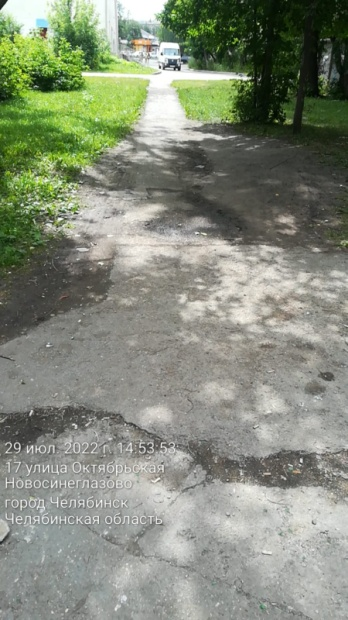 29 июл. 2022 г. 14:53:53
17 улица Октябрьская
Новосинеглазово
город Челябинск
Челябинская область